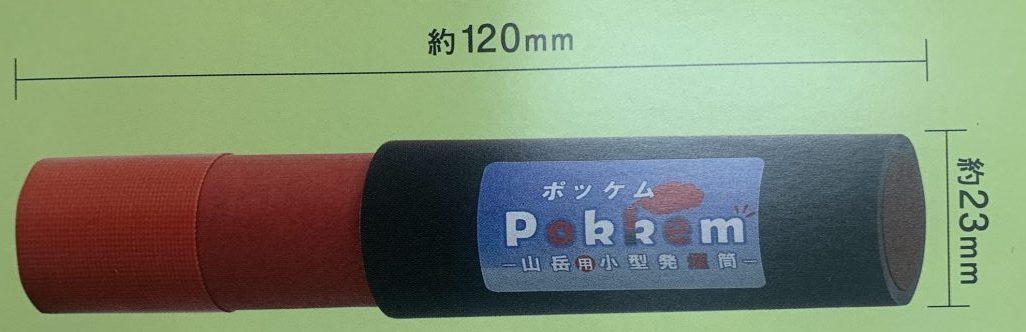 約120mm
約23mm
ポッケム
Pokkem
山岳用小型発煙筒